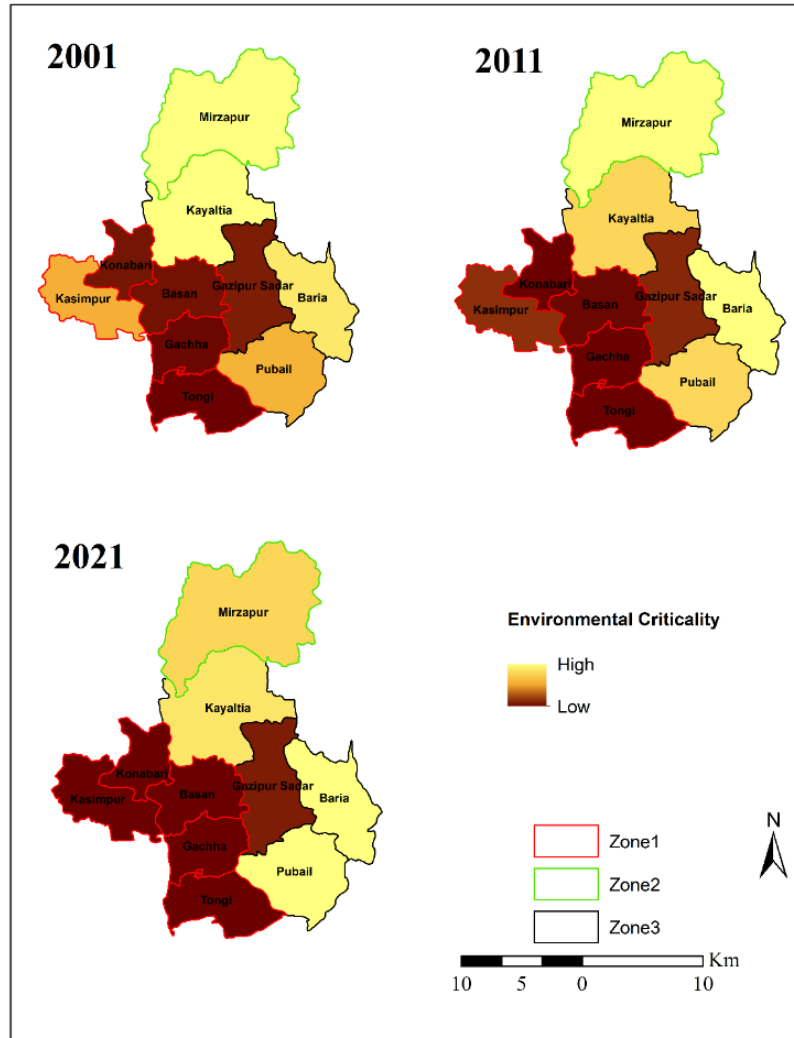 2001
Mirzapur
Kayaltia
Konabari
Kasimpur
Basan
Gazipur Sadar
Baria
Gachha
Pubail
Tongi
2011
Mirzapur
Kayaltia
Konabari
Kasimpur
Basan
Gazipur Sadar
Baria
Gachha
Pubail
Tongi
2021
Mirzapur
Kayaltia
Konabari
Kasimpur
Basan
Gazipur Sadar
Baria
Gachha
Pubail
Tongi
Environmental Criticality
High
Low
Zone1
Zone2
Zone3
N
Km
10 5 0 10